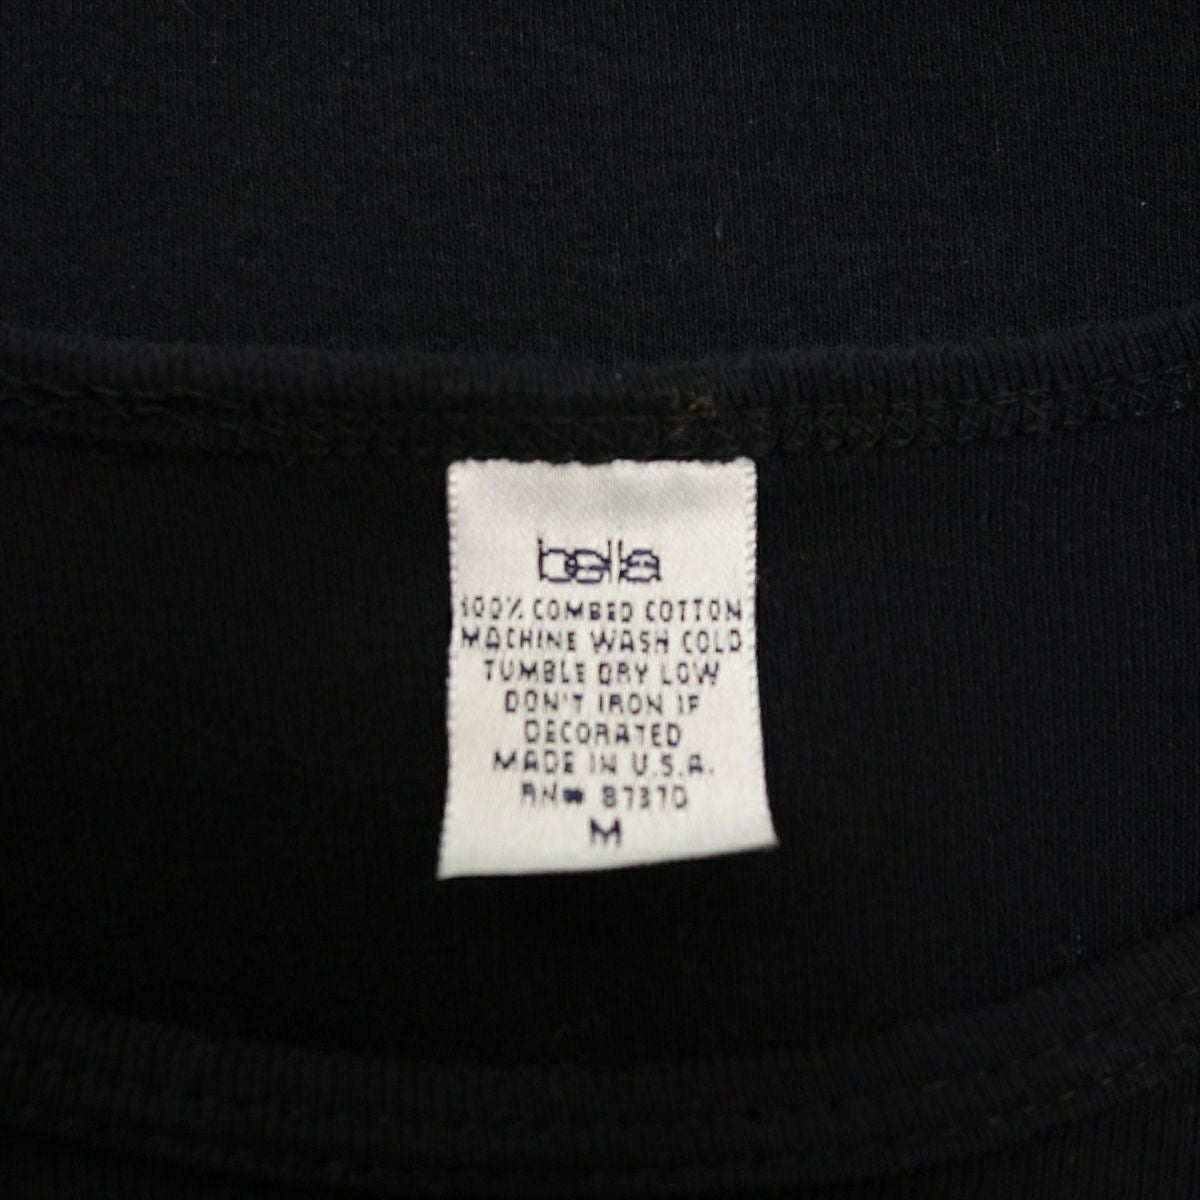 bella
100% COMBED COTTON
MACHINE WASH COLD
TUMBLE DRY LOW
DON'T IRON IF
DECORATED
MADE IN U.S.A.
RN# 87370
M